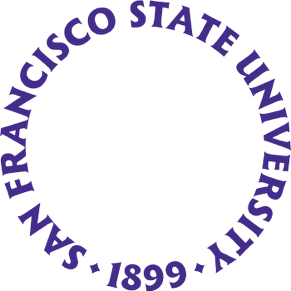 SAN FRANCISCO STATE UNIVERSITY
· 1899 ·